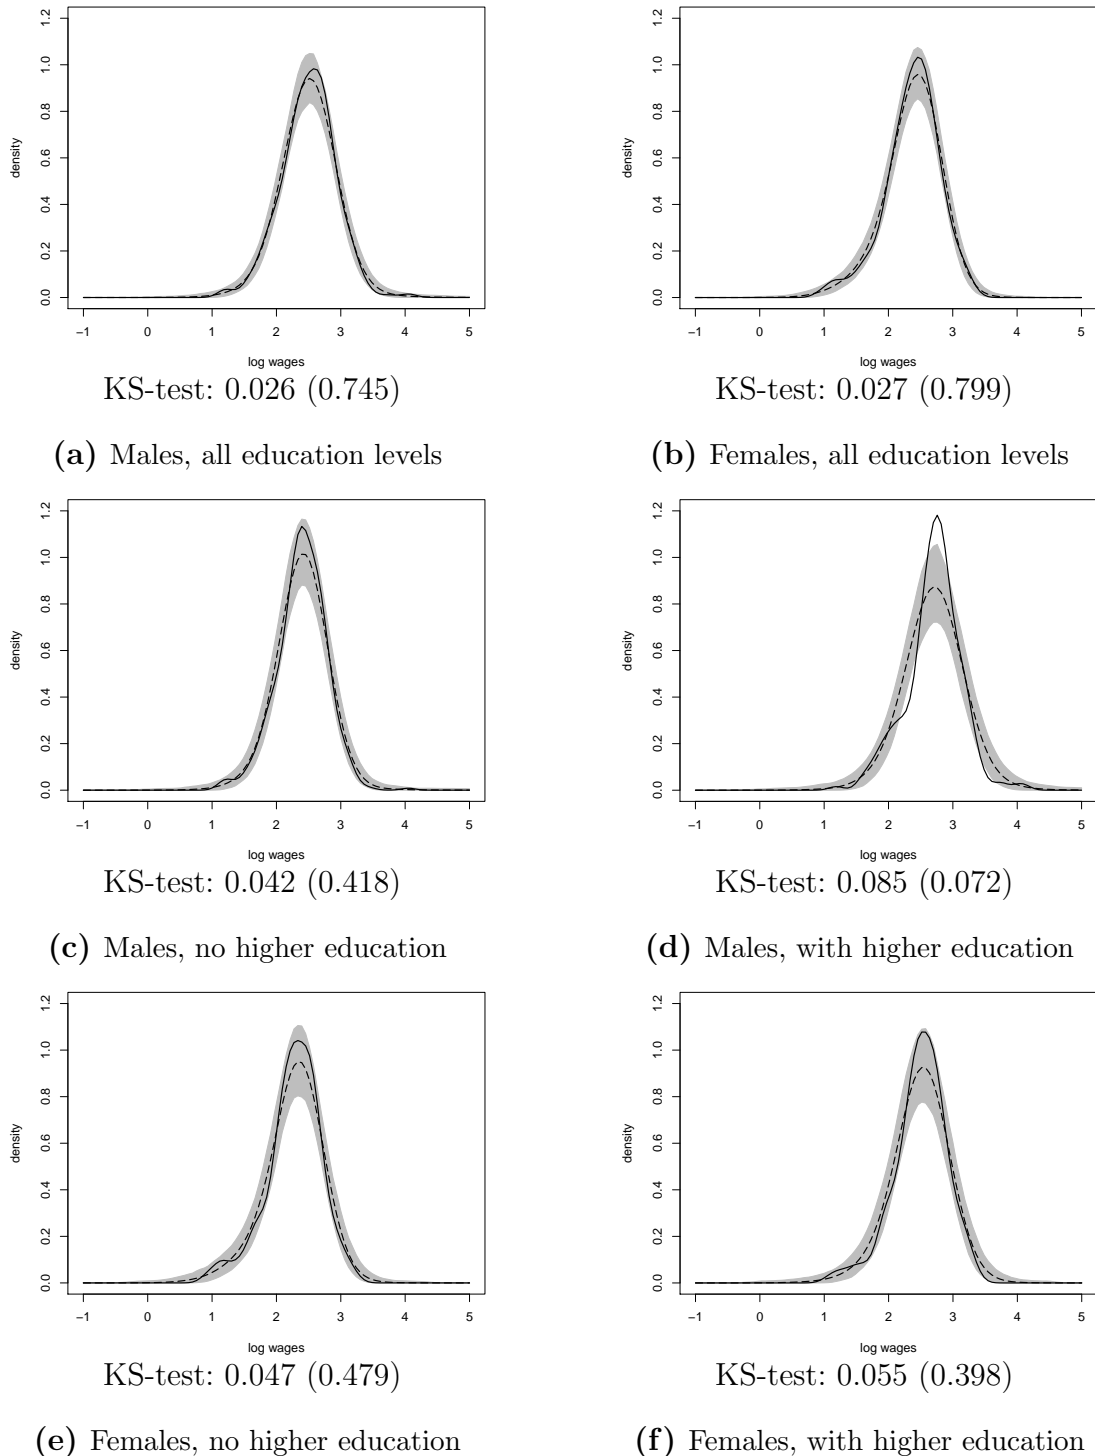 density
0.0 0.2 0.4 0.6 0.8 1.0 1.2
−1 0 1 2 3 4 5
log wages
KS-test: 0.026 (0.745)
(a) Males, all education levels
density
0.0 0.2 0.4 0.6 0.8 1.0 1.2
−1 0 1 2 3 4 5
log wages
KS-test: 0.027 (0.799)
(b) Females, all education levels
density
0.0 0.2 0.4 0.6 0.8 1.0 1.2
−1 0 1 2 3 4 5
log wages
KS-test: 0.042 (0.418)
(c) Males, no higher education
density
0.0 0.2 0.4 0.6 0.8 1.0 1.2
−1 0 1 2 3 4 5
log wages
KS-test: 0.085 (0.072)
(d) Males, with higher education
density
0.0 0.2 0.4 0.6 0.8 1.0 1.2
−1 0 1 2 3 4 5
log wages
KS-test: 0.047 (0.479)
(e) Females, no higher education
density
0.0 0.2 0.4 0.6 0.8 1.0 1.2
−1 0 1 2 3 4 5
log wages
KS-test: 0.055 (0.398)
(f) Females, with higher education